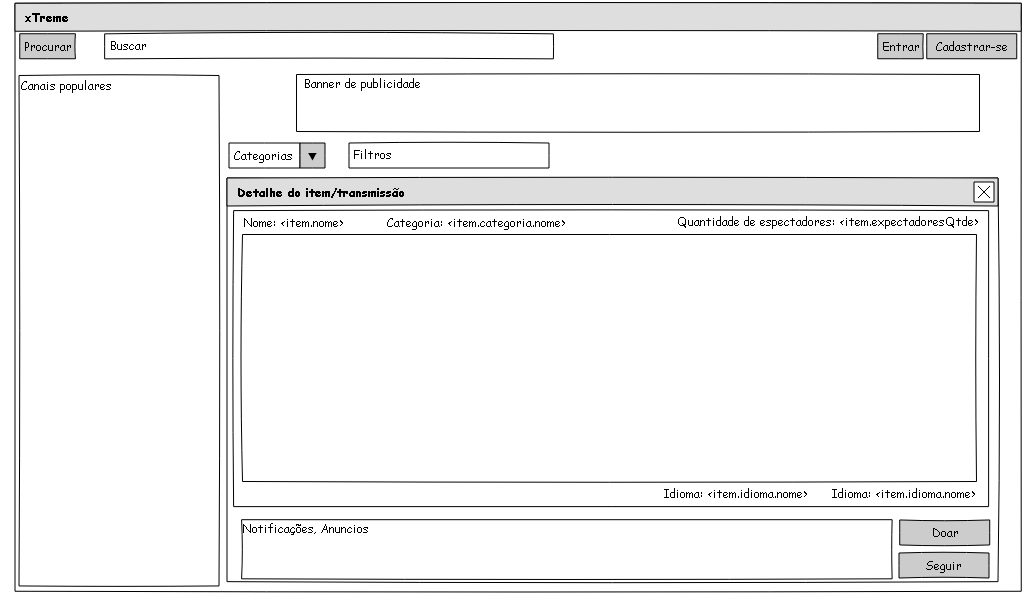 xTreme
Procurar
Buscar
Entrar
Cadastrar-se
Canais populares
Banner de publicidade
Categorias
Filtros
Detalhe do item/transmissão
Nome: <item.nome>
Categoria: <item.categoria.nome>
Quantidade de espectadores: <item.expectadoresQtde>
Idioma: <item.idioma.nome>
Idioma: <item.idioma.nome>
Notificações, Anuncios
Doar
Seguir